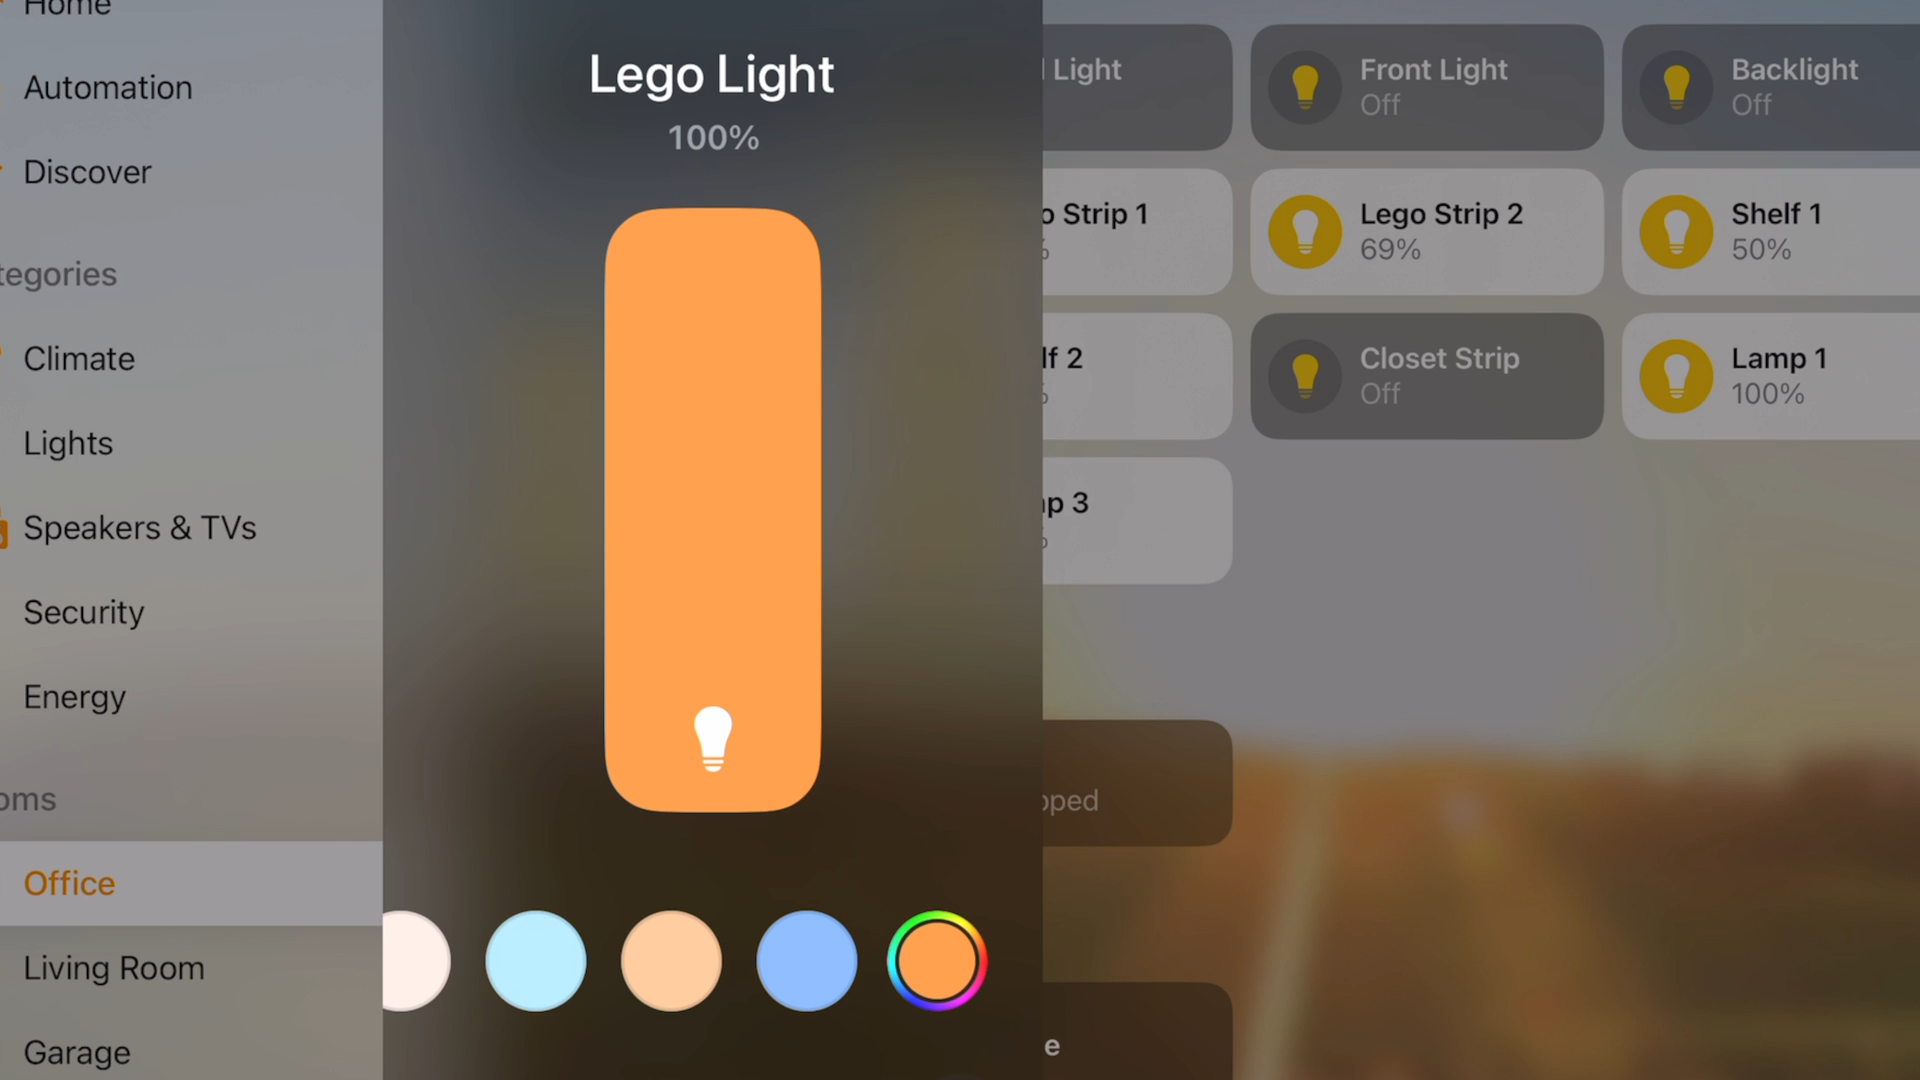 Home
Automation
Discover
tegories
Climate
Lights
Speakers & TVs
Security
Energy
oms
Office
Living Room
Garage
Lego Light
100%
Light
Front Light
Off
Backlight
Off
o Strip 1
%
Lego Strip 2
69%
Shelf 1
50%
lf 2
%
Closet Strip
Off
Lamp 1
100%
np 3
%
pped
e